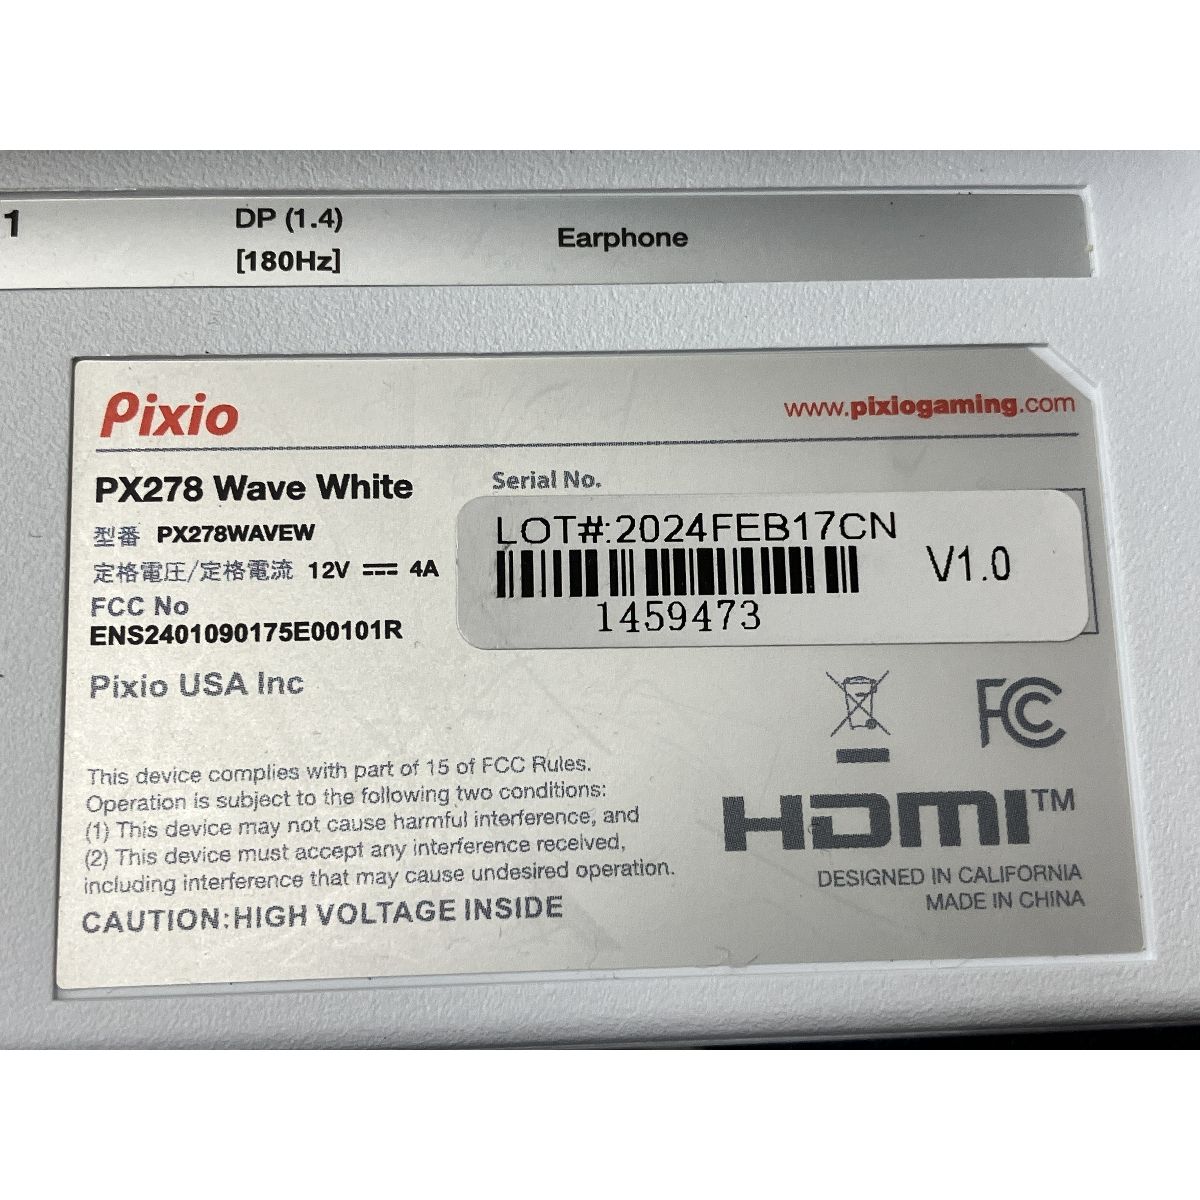 1
DP (1.4)
[180Hz]
Earphone
Pixio
www.pixiogaming.com
PX278 Wave White
型番 PX278WAVEW
定格電圧/定格電流 12V ⎓ 4A
FCC No
ENS2401090175E00101R
Pixio USA Inc
Serial No.
LOT#:2024FEB17CN
V1.0
1459473
This device complies with part of 15 of FCC Rules.
Operation is subject to the following two conditions:
(1) This device may not cause harmful interference, and
(2) This device must accept any interference received,
including interference that may cause undesired operation.
CAUTION:HIGH VOLTAGE INSIDE
FC
HDMI™
DESIGNED IN CALIFORNIA
MADE IN CHINA